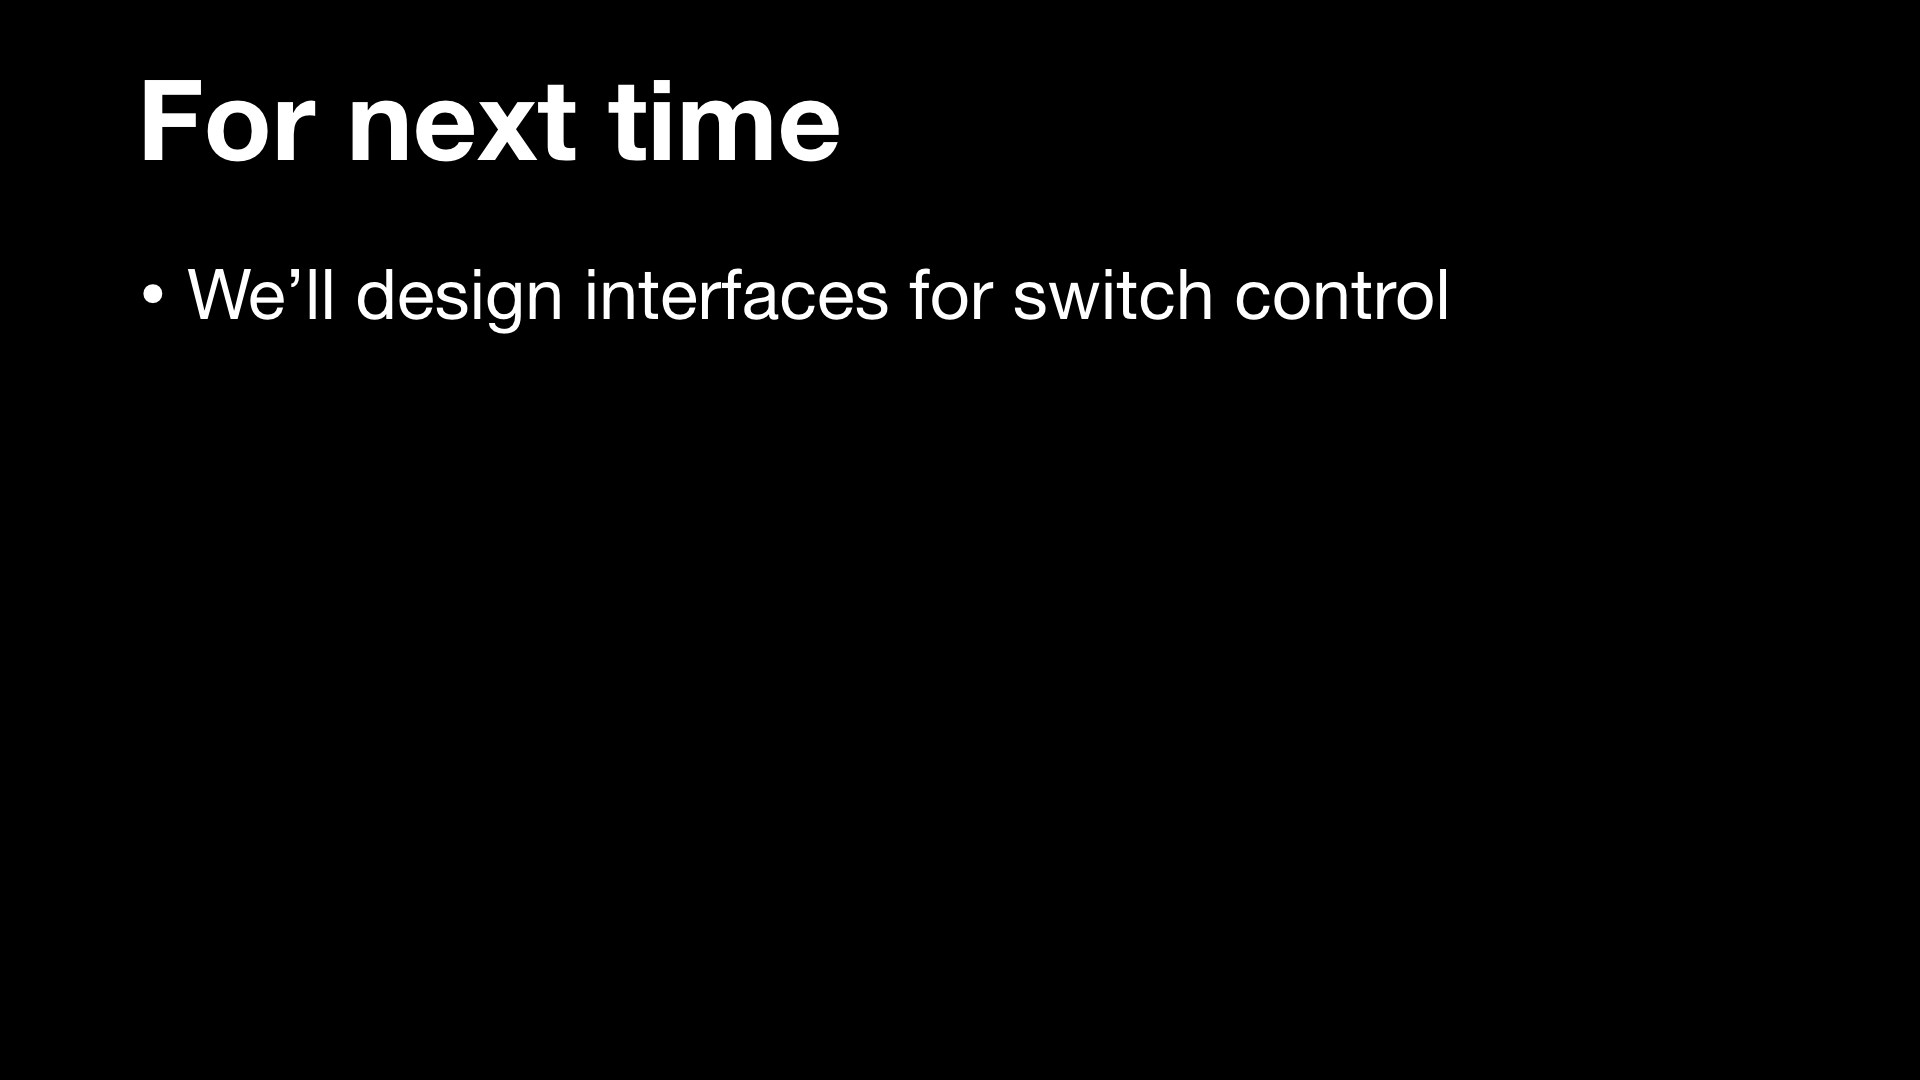 For next time
• We’ll design interfaces for switch control